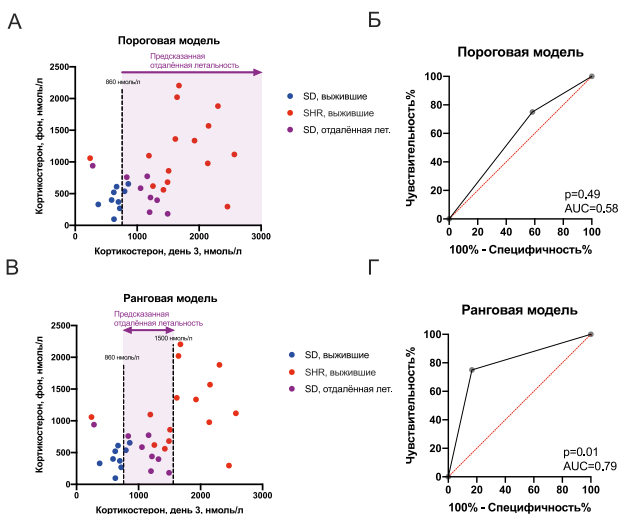 А
Пороговая модель
Предсказанная
отдалённая летальность
860 нмоль/л
Кортикостерон, фон, нмоль/л
2500
2000
1500
1000
500
0
0
1000
2000
3000
Кортикостерон, день 3, нмоль/л
SD, выжившие
SHR, выжившие
SD, отдалённая лет.
Б
Пороговая модель
Чувствительность%
100
80
60
40
20
0
0
20
40
60
80
100
100% - Специфичность%
p=0.49
AUC=0.58
В
Ранговая модель
Предсказанная
отдалённая летальность
1500 нмоль/л
860 нмоль/л
Кортикостерон, фон, нмоль/л
2500
2000
1500
1000
500
0
0
1000
2000
3000
Кортикостерон, день 3, нмоль/л
SD, выжившие
SHR, выжившие
SD, отдалённая лет.
Г
Ранговая модель
Чувствительность%
100
80
60
40
20
0
0
20
40
60
80
100
100% - Специфичность%
p=0.01
AUC=0.79